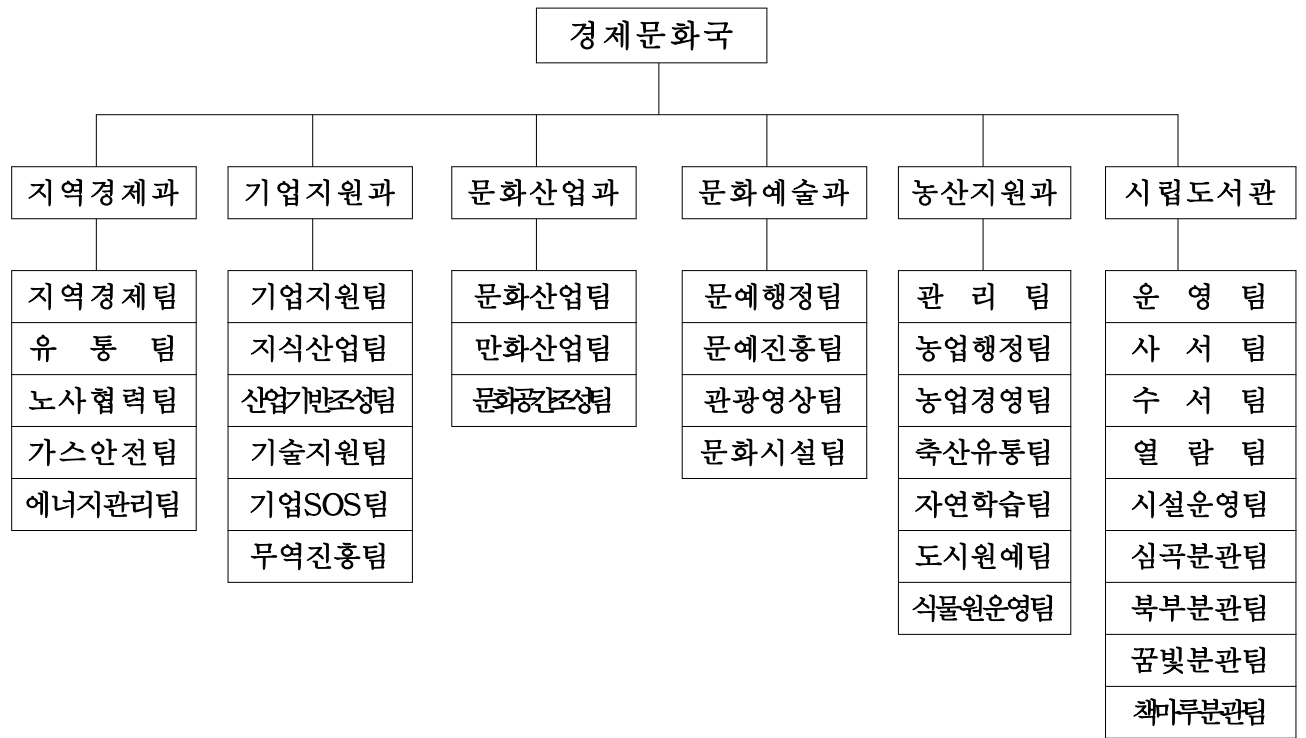 경제문화국
지역경제과 기업지원과 문화산업과 문화예술과 농산지원과 시립도서관
지역경제팀 기업지원팀 문화산업팀 문예행정팀 관 리 팀 운 영 팀
유 통 팀 지식산업팀 만화산업팀 문예진흥팀 농업행정팀 사 서 팀
노사협력팀 산업기반조성팀 문화공간조성팀 관광영상팀 농업경영팀 수 서 팀
가스안전팀 기술지원팀 문화시설팀 축산유통팀 열 람 팀
에너지관리팀 기업SOS팀 자연학습팀 시설운영팀
무역진흥팀 도시원예팀 심곡분관팀
식물원운영팀 북부분관팀
꿈빛분관팀
책마루분관팀